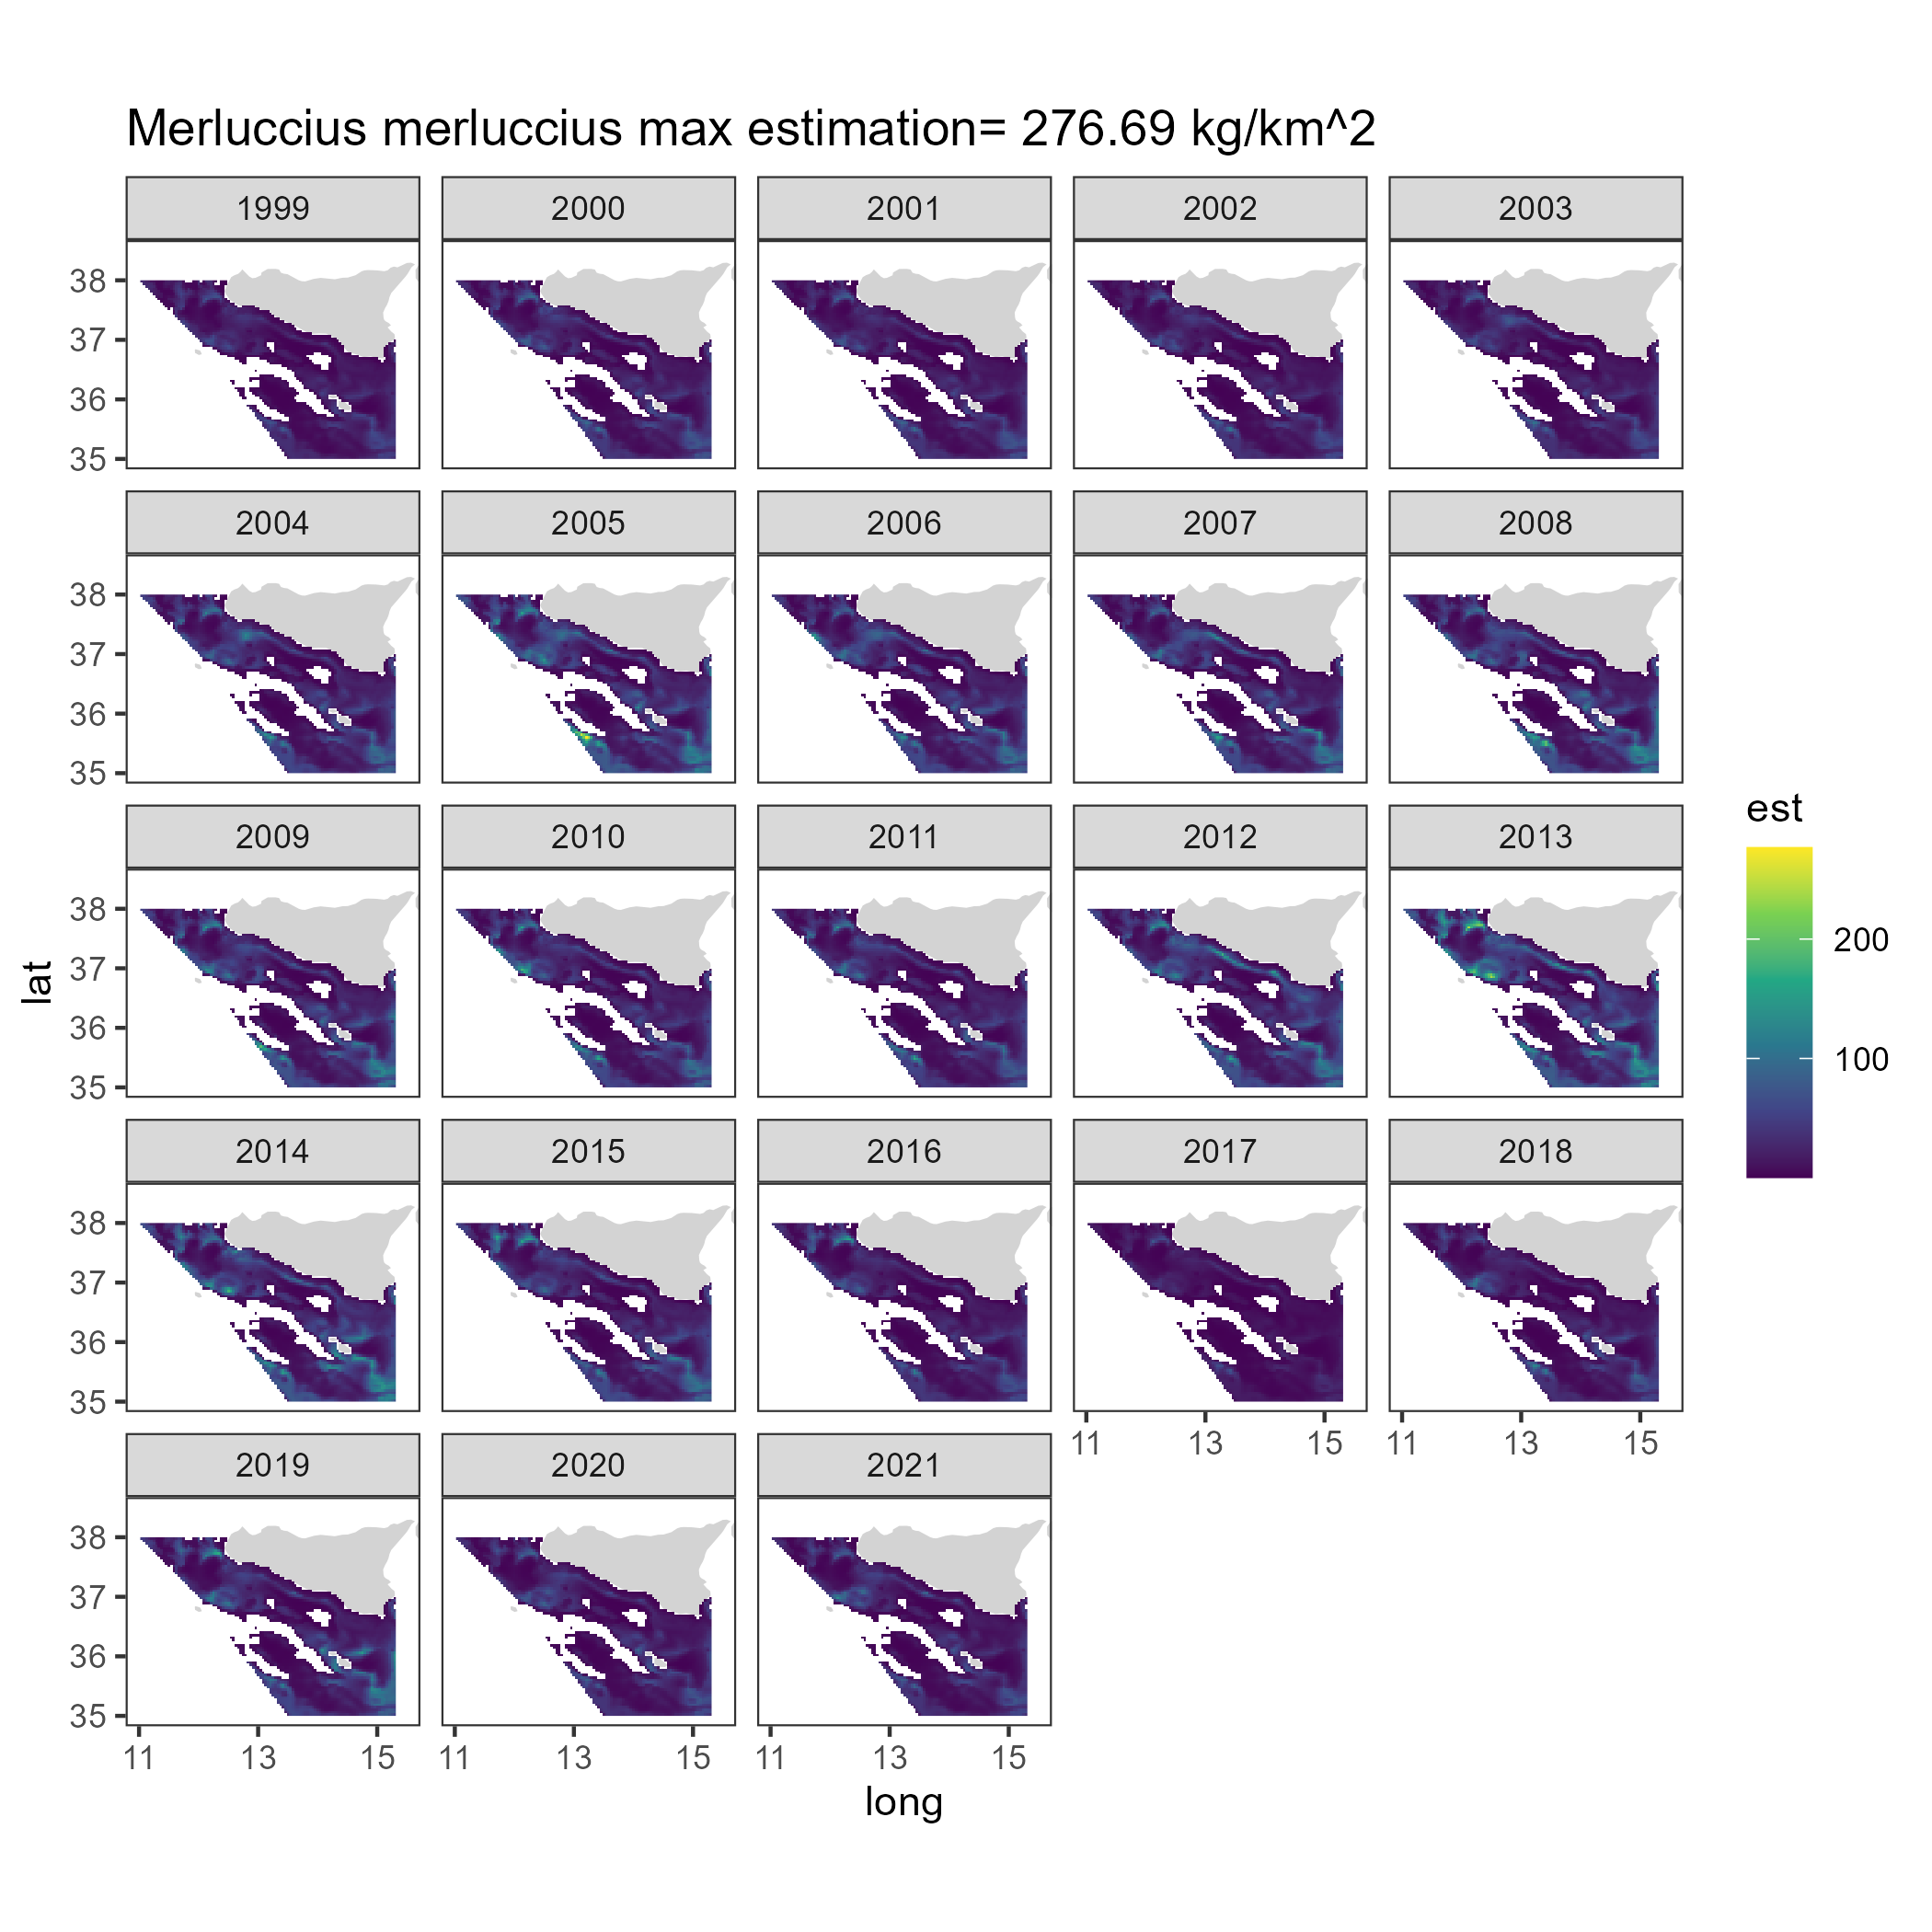 Merluccius merluccius max estimation= 276.69 kg/km^2
1999 2000 2001 2002 2003
38
37
36
35
2004 2005 2006 2007 2008
38
37
36
35
2009 2010 2011 2012 2013
38
37
36
35
2014 2015 2016 2017 2018
38
37
36
35
11 13 15 11 13 15
2019 2020 2021
38
37
36
35
11 13 15 11 13 15 11 13 15
long
lat
est
200
100